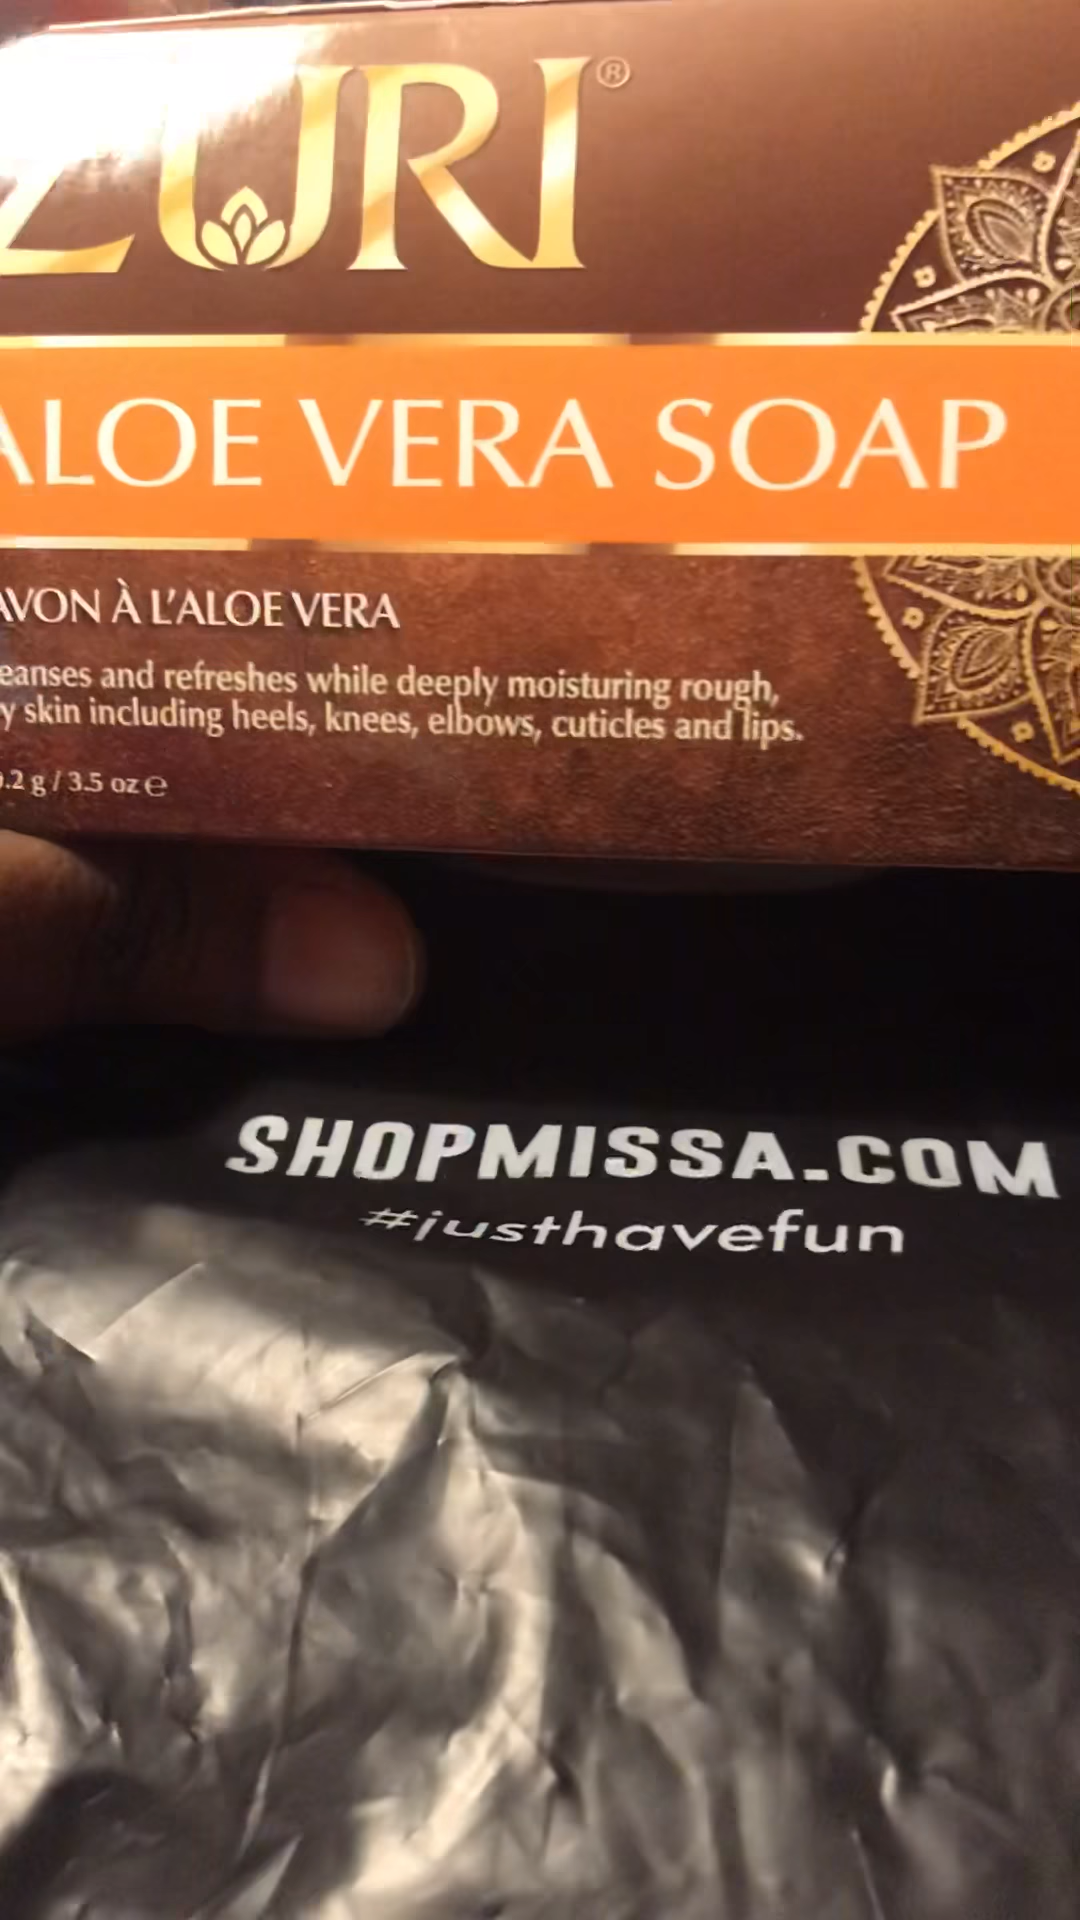 ZURI®
ALOE VERA SOAP
AVON À L'ALOE VERA
eanses and refreshes while deeply moisturing rough,
y skin including heels, knees, elbows, cuticles and lips.
.2 g / 3.5 oz ℮
SHOPMISSA.COM
#justhavefun